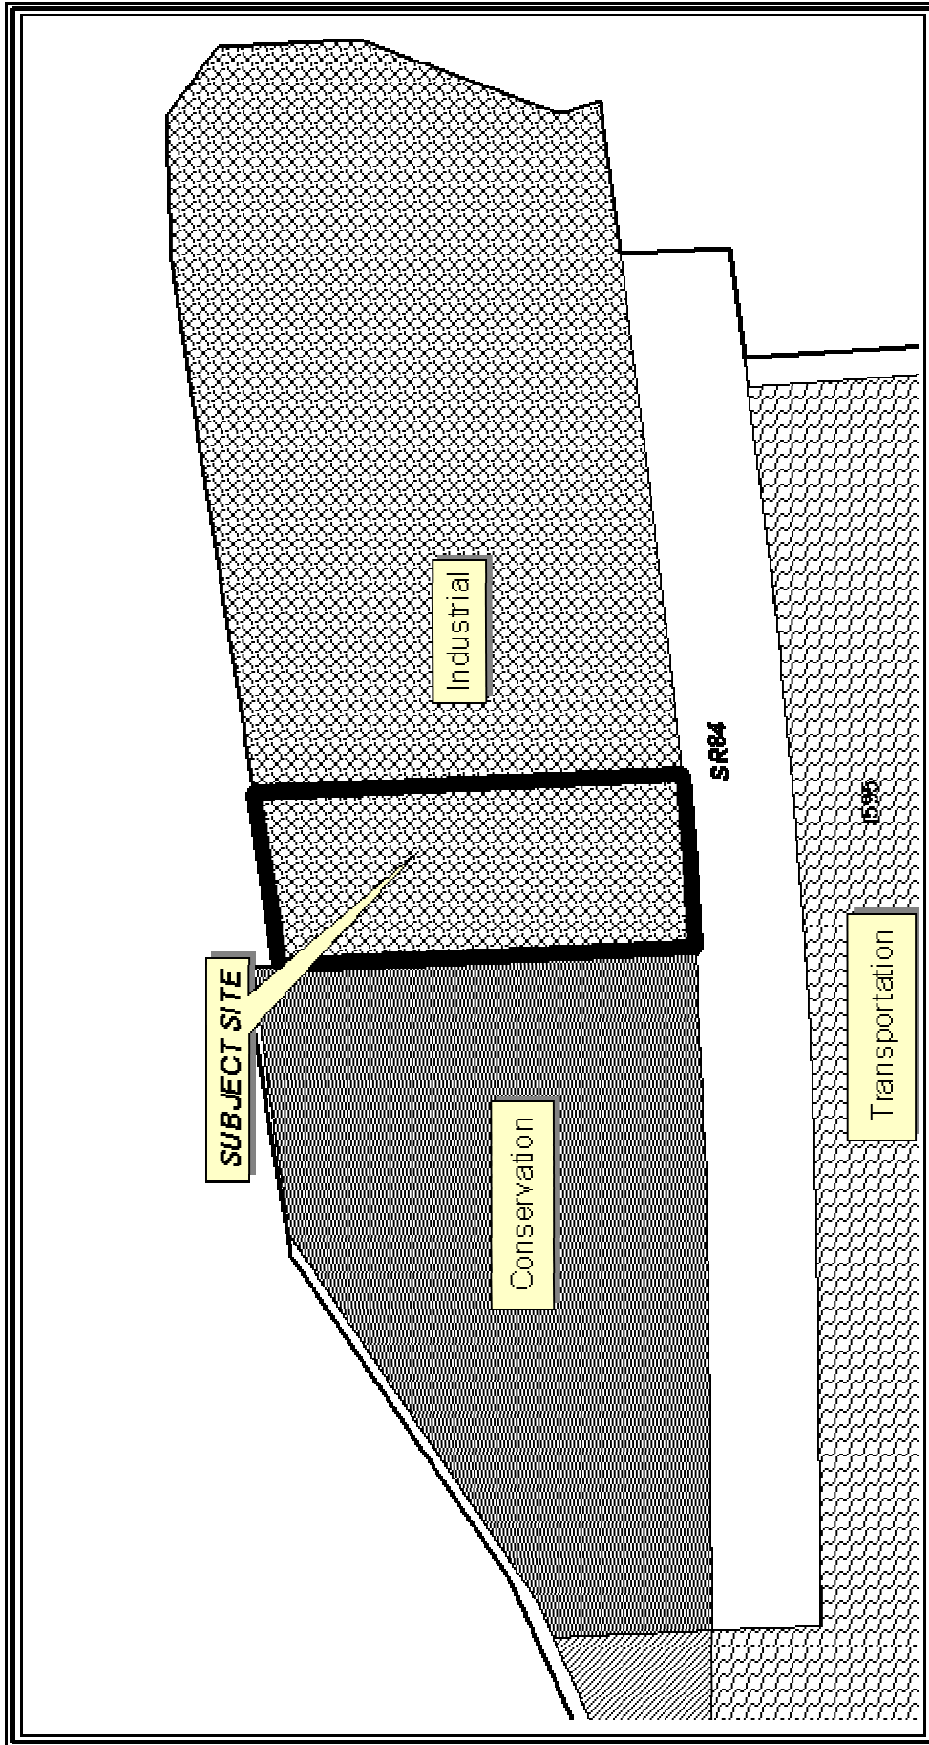 SUBJECT SITE
Conservation
Industrial
SR84
I595
Transportation